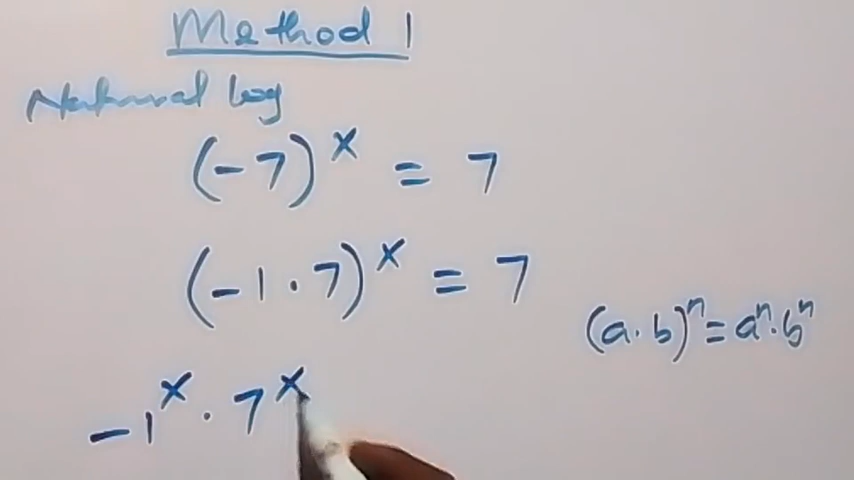 Method 1
Natural log
(-7)^x = 7
(-1·7)^x = 7
(a·b)^n = a^n·b^n
-1^x · 7^x